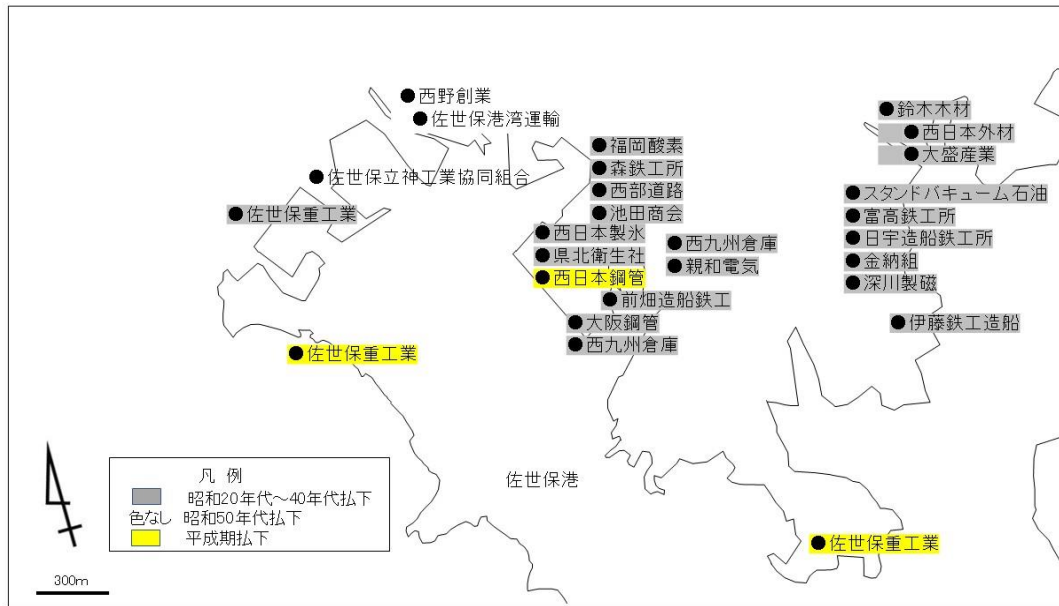 西野創業
佐世保港湾運輸
佐世保立神工業協同組合
佐世保重工業
福岡酸素
森鉄工所
西部道路
池田商会
西日本製氷
県北衛生社
西日本鋼管
西九州倉庫
親和電気
前畑造船鉄工
大阪鋼管
西九州倉庫
鈴木木材
西日本外材
大盛産業
スタンドバキューム石油
富高鉄工所
日宇造船鉄工所
金納組
深川製磁
伊藤鉄工造船
佐世保重工業
佐世保港
佐世保重工業
凡 例
昭和20年代～40年代払下
色なし 昭和50年代払下
平成期払下
300m